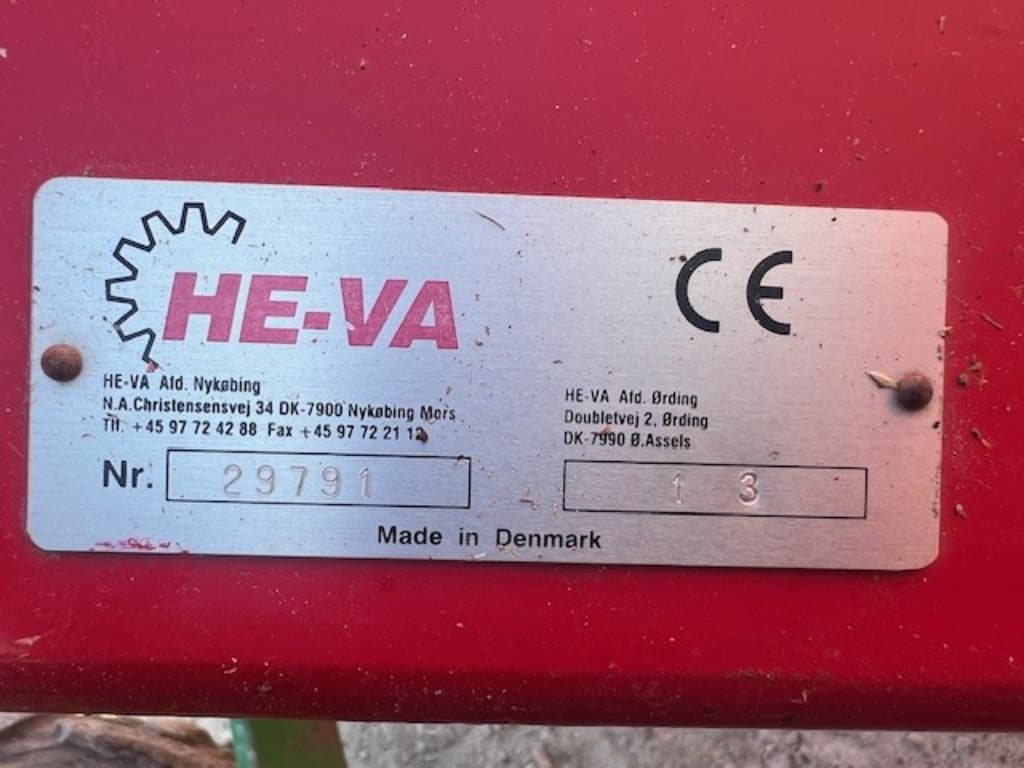 HE-VA
CE
HE-VA Afd. Nykøbing
N.A.Christensensvej 34 DK-7900 Nykøbing Mors
Tlf. +45 97 72 42 88 Fax +45 97 72 21 12
HE-VA Afd. Ørding
Doubletvej 2, Ørding
DK-7990 Ø.Assels
Nr. 29791
1 3
Made in Denmark